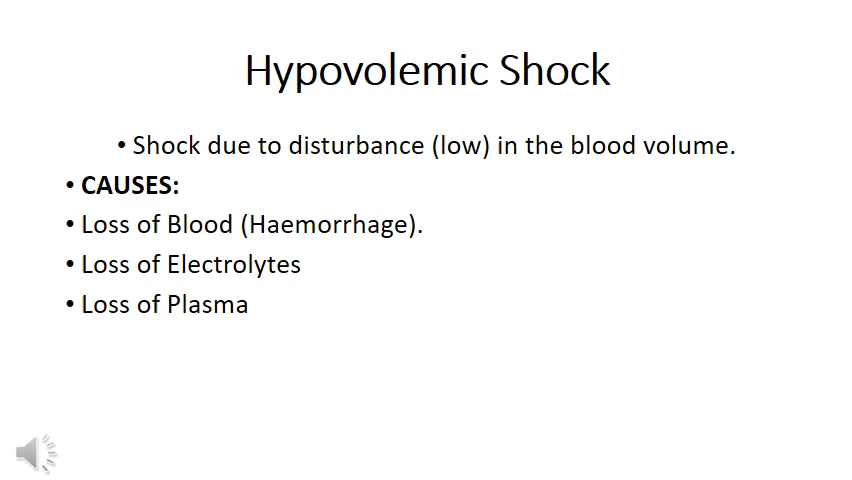 Hypovolemic Shock
• Shock due to disturbance (low) in the blood volume.
• CAUSES:
• Loss of Blood (Haemorrhage).
• Loss of Electrolytes
• Loss of Plasma